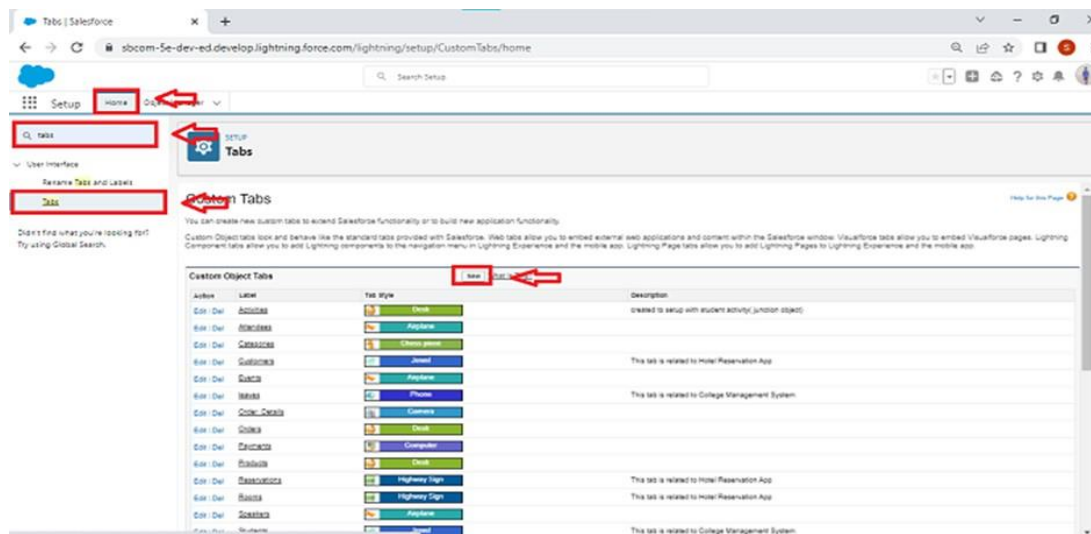 Tabs | Salesforce
sbcom-5e-dev-ed.develop.lightning.force.com/lightning/setup/CustomTabs/home
S
Search Setup
Setup Home
tabs
User Interface
Rename Tabs and Labels
Tabs
Didn't find what you're looking for?
Try using Global Search.
SETUP
Tabs
Custom Tabs
Help for this Page
You can create new custom tabs to extend Salesforce functionality or to build new application functionality.
Custom Object tabs look and behave like the standard tabs provided with Salesforce. Web tabs allow you to embed external web applications and content within the Salesforce window. Visualforce tabs allow you to embed Visualforce pages. Lightning
Component tabs allow you to add Lightning components to the navigation menu in Lightning Experience and the mobile app. Lightning Page tabs allow you to add Lightning Pages to Lightning Experience and the mobile app.
Custom Object Tabs New
Action Label Tab Style Description
Edit | Del Activities Desk created to setup with student activity( junction object)
Edit | Del Attendees Airplane
Edit | Del Categories Chess piece
Edit | Del Customers Jewel This tab is related to Hotel Reservation App
Edit | Del Events Airplane
Edit | Del leaves Phone This tab is related to College Management System
Edit | Del Order Details Camera
Edit | Del Orders Desk
Edit | Del Payments Computer
Edit | Del Products Desk
Edit | Del Reservations Highway Sign This tab is related to Hotel Reservation App
Edit | Del Rooms Highway Sign This tab is related to Hotel Reservation App
Edit | Del Speakers Airplane
Edit | Del Students Jewel This tab is related to College Management System